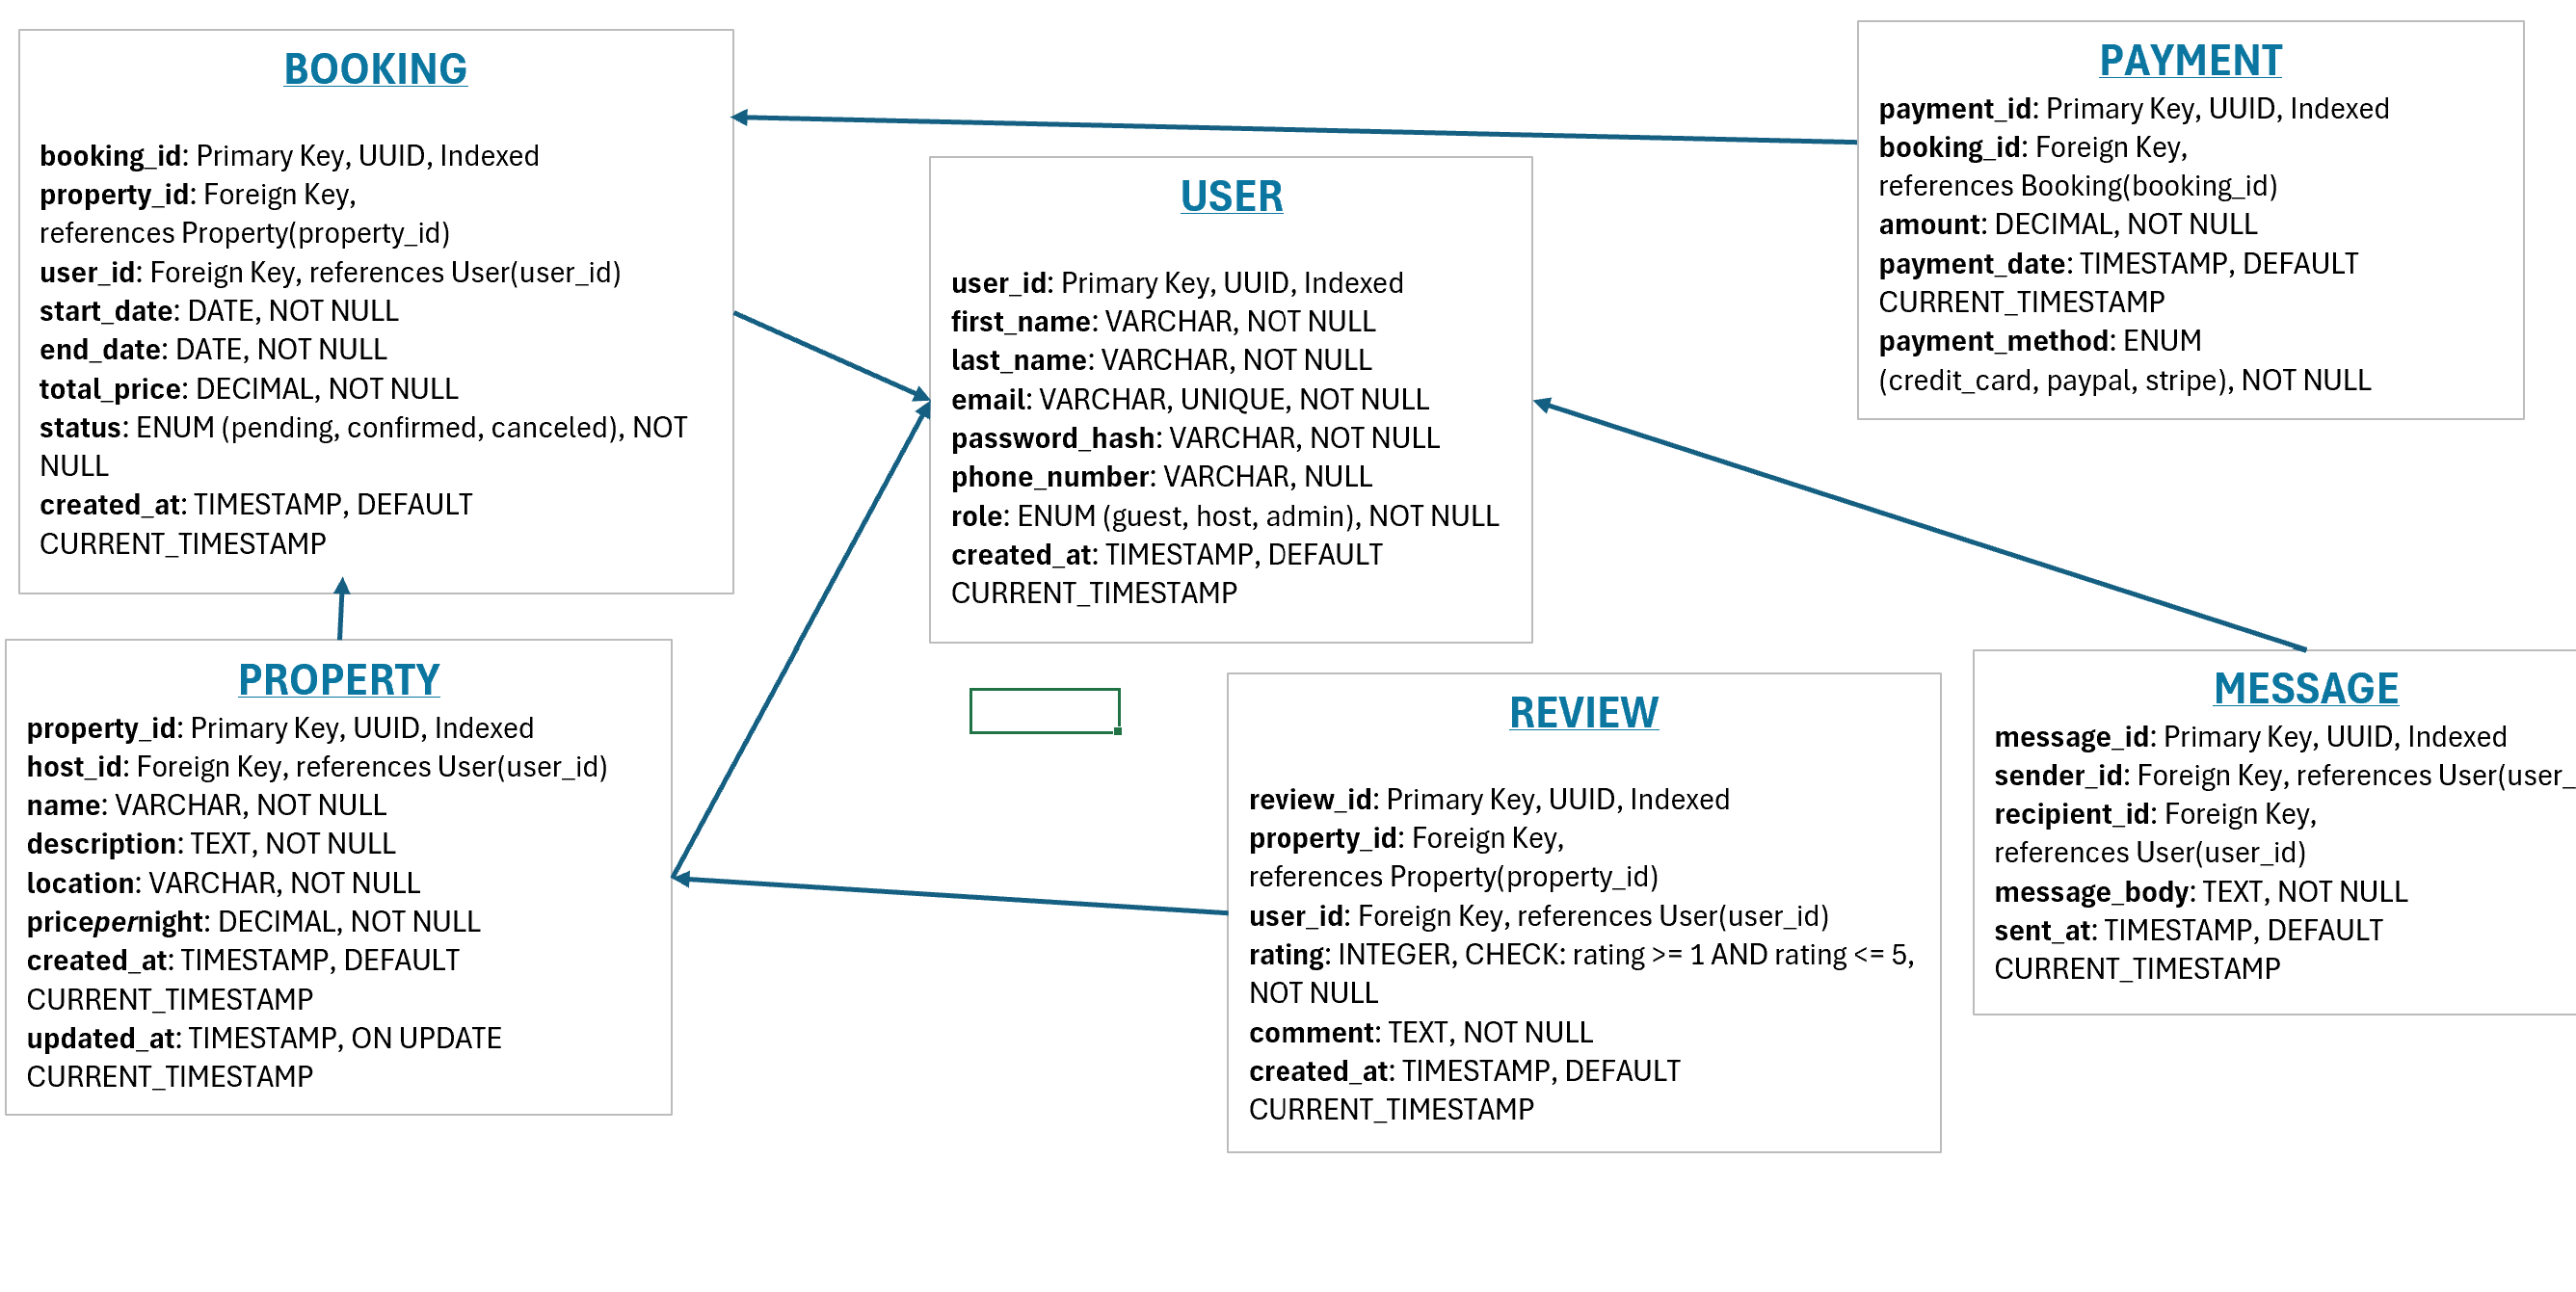 BOOKING
booking_id: Primary Key, UUID, Indexed
property_id: Foreign Key,
references Property(property_id)
user_id: Foreign Key, references User(user_id)
start_date: DATE, NOT NULL
end_date: DATE, NOT NULL
total_price: DECIMAL, NOT NULL
status: ENUM (pending, confirmed, canceled), NOT
NULL
created_at: TIMESTAMP, DEFAULT
CURRENT_TIMESTAMP
USER
user_id: Primary Key, UUID, Indexed
first_name: VARCHAR, NOT NULL
last_name: VARCHAR, NOT NULL
email: VARCHAR, UNIQUE, NOT NULL
password_hash: VARCHAR, NOT NULL
phone_number: VARCHAR, NULL
role: ENUM (guest, host, admin), NOT NULL
created_at: TIMESTAMP, DEFAULT
CURRENT_TIMESTAMP
PAYMENT
payment_id: Primary Key, UUID, Indexed
booking_id: Foreign Key,
references Booking(booking_id)
amount: DECIMAL, NOT NULL
payment_date: TIMESTAMP, DEFAULT
CURRENT_TIMESTAMP
payment_method: ENUM
(credit_card, paypal, stripe), NOT NULL
PROPERTY
property_id: Primary Key, UUID, Indexed
host_id: Foreign Key, references User(user_id)
name: VARCHAR, NOT NULL
description: TEXT, NOT NULL
location: VARCHAR, NOT NULL
pricepernight: DECIMAL, NOT NULL
created_at: TIMESTAMP, DEFAULT
CURRENT_TIMESTAMP
updated_at: TIMESTAMP, ON UPDATE
CURRENT_TIMESTAMP
REVIEW
review_id: Primary Key, UUID, Indexed
property_id: Foreign Key,
references Property(property_id)
user_id: Foreign Key, references User(user_id)
rating: INTEGER, CHECK: rating >= 1 AND rating <= 5,
NOT NULL
comment: TEXT, NOT NULL
created_at: TIMESTAMP, DEFAULT
CURRENT_TIMESTAMP
MESSAGE
message_id: Primary Key, UUID, Indexed
sender_id: Foreign Key, references User(user_
recipient_id: Foreign Key,
references User(user_id)
message_body: TEXT, NOT NULL
sent_at: TIMESTAMP, DEFAULT
CURRENT_TIMESTAMP